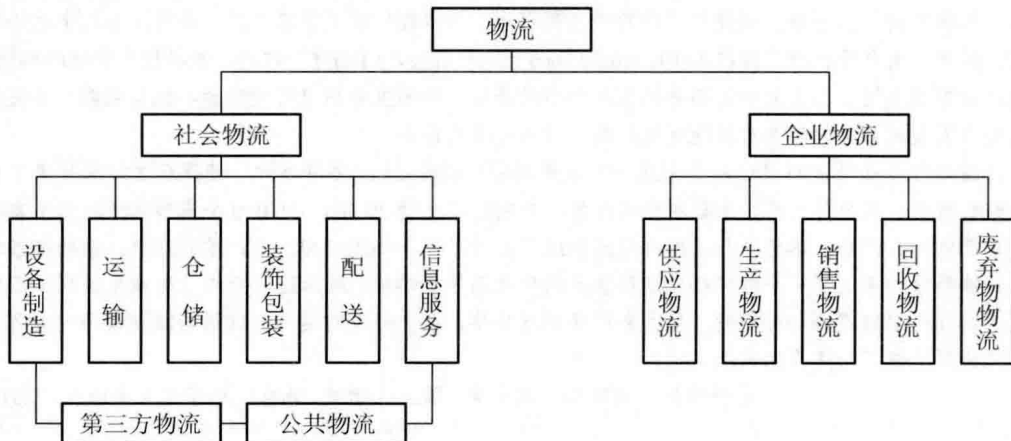 物流
社会物流
企业物流
设备制造
运输
仓储
装饰包装
配送
信息服务
供应物流
生产物流
销售物流
回收物流
废弃物物流
第三方物流
公共物流